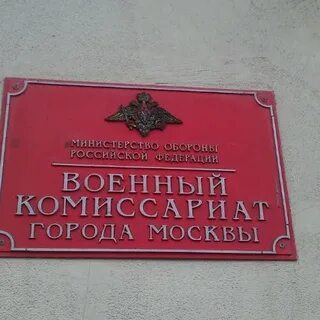 МИНИСТЕРСТВО ОБОРОНЫ
РОССИЙСКОЙ ФЕДЕРАЦИИ
ВОЕННЫЙ
КОМИССАРИАТ
ГОРОДА МОСКВЫ